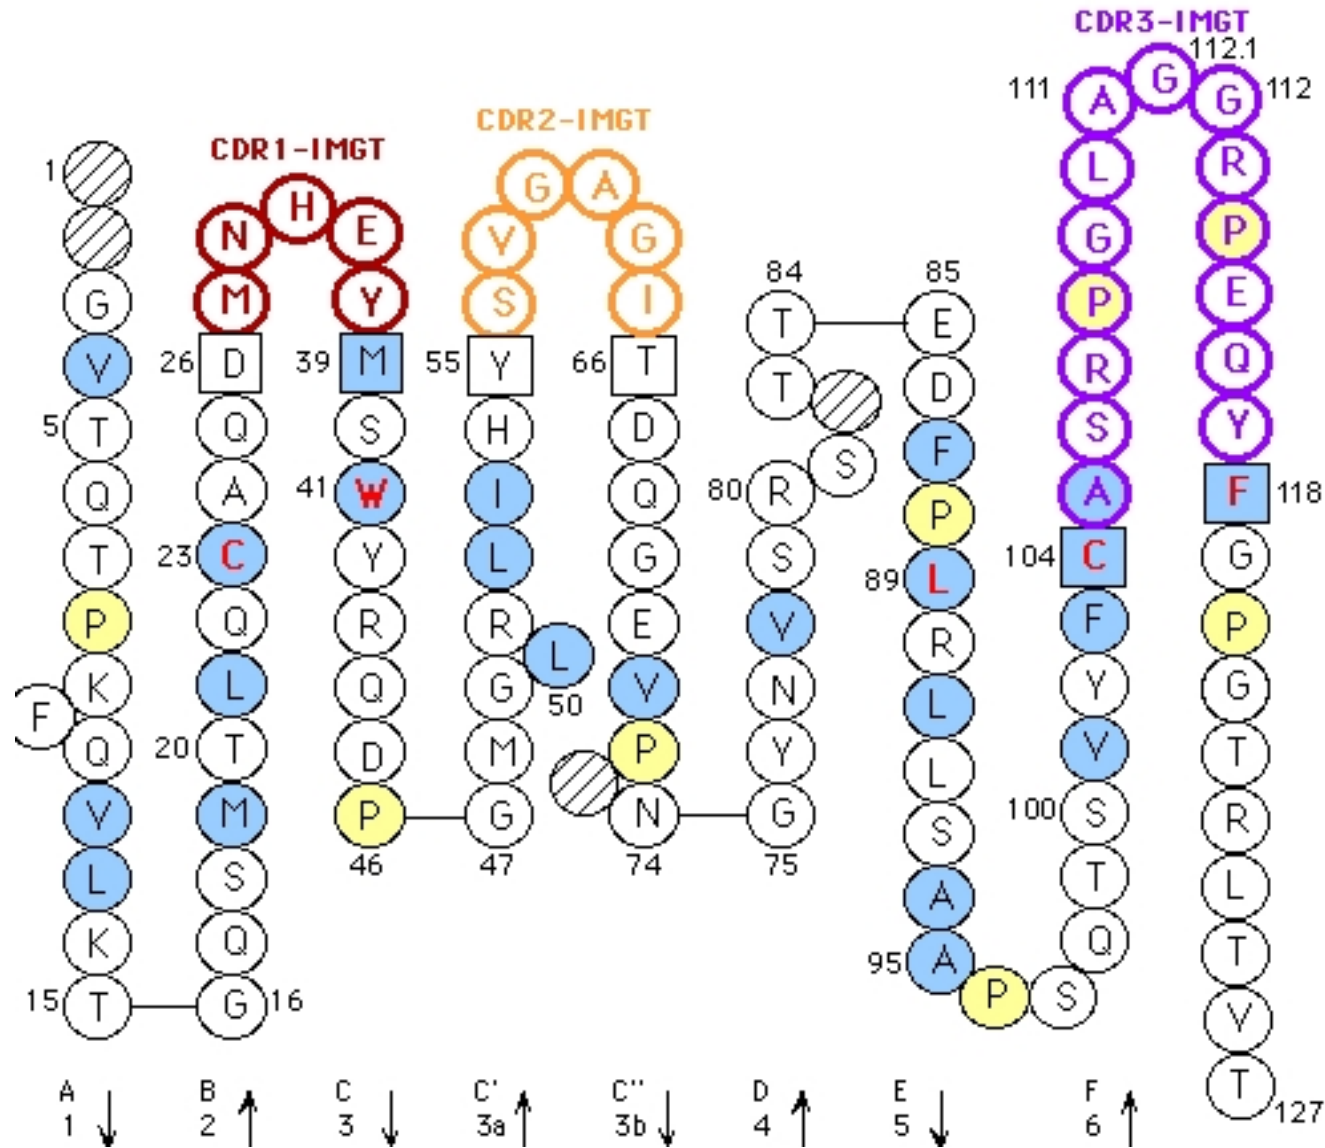 CDR3-IMGT
112.1
G
111 A G 112
CDR2-IMGT
CDR1-IMGT
1 L R
G A
H
N E V G G P
84 85
G M Y S I P E
T E
V 26 D 39 M 55 Y 66 T R Q
T D
5 T Q S H D S Y
F
S
Q A 41 W I Q 80 R A F 118
P
T 23 C Y L G S 104 C G
89 L
P Q R R E V F P
R
L
K L Q G V N Y G
50 L
F
Q 20 T D M P Y V T
L
V M P G N G 100 S R
S
46 47 74 75
L S T L
A
K Q Q T
95 A
P S
15 T G 16 V
T 127
A B C C' C'' D E F
1 2 3 3a 3b 4 5 6